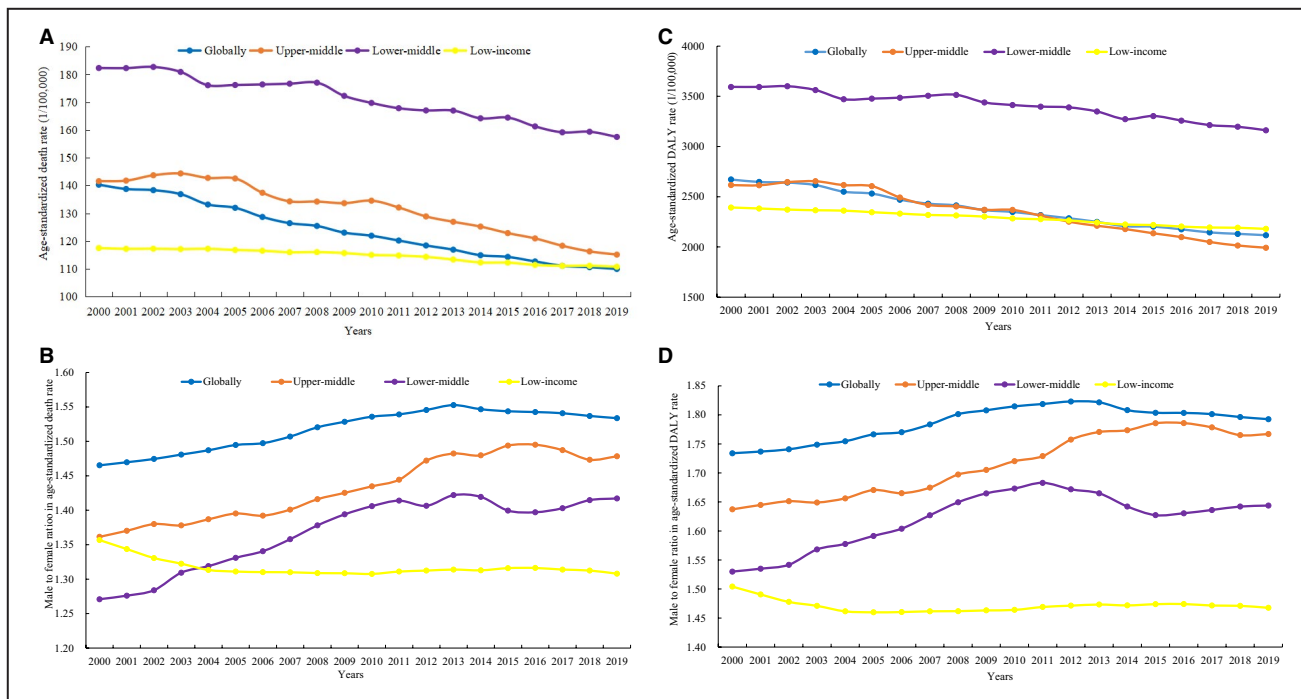 A
Globally Upper-middle Lower-middle Low-income
Age-standardized death rate (1/100,000)
190
180
170
160
150
140
130
120
110
100
2000 2001 2002 2003 2004 2005 2006 2007 2008 2009 2010 2011 2012 2013 2014 2015 2016 2017 2018 2019
Years
B
Globally Upper-middle Lower-middle Low-income
Male to female ratio in age-standardized death rate
1.60
1.55
1.50
1.45
1.40
1.35
1.30
1.25
1.20
2000 2001 2002 2003 2004 2005 2006 2007 2008 2009 2010 2011 2012 2013 2014 2015 2016 2017 2018 2019
Years
C
Globally Upper-middle Lower-middle Low-income
Age-standardized DALY rate (1/100,000)
4000
3500
3000
2500
2000
1500
2000 2001 2002 2003 2004 2005 2006 2007 2008 2009 2010 2011 2012 2013 2014 2015 2016 2017 2018 2019
Years
D
Globally Upper-middle Lower-middle Low-income
Male to female ratio in age-standardized DALY rate
1.85
1.80
1.75
1.70
1.65
1.60
1.55
1.50
1.45
1.40
2000 2001 2002 2003 2004 2005 2006 2007 2008 2009 2010 2011 2012 2013 2014 2015 2016 2017 2018 2019
Years